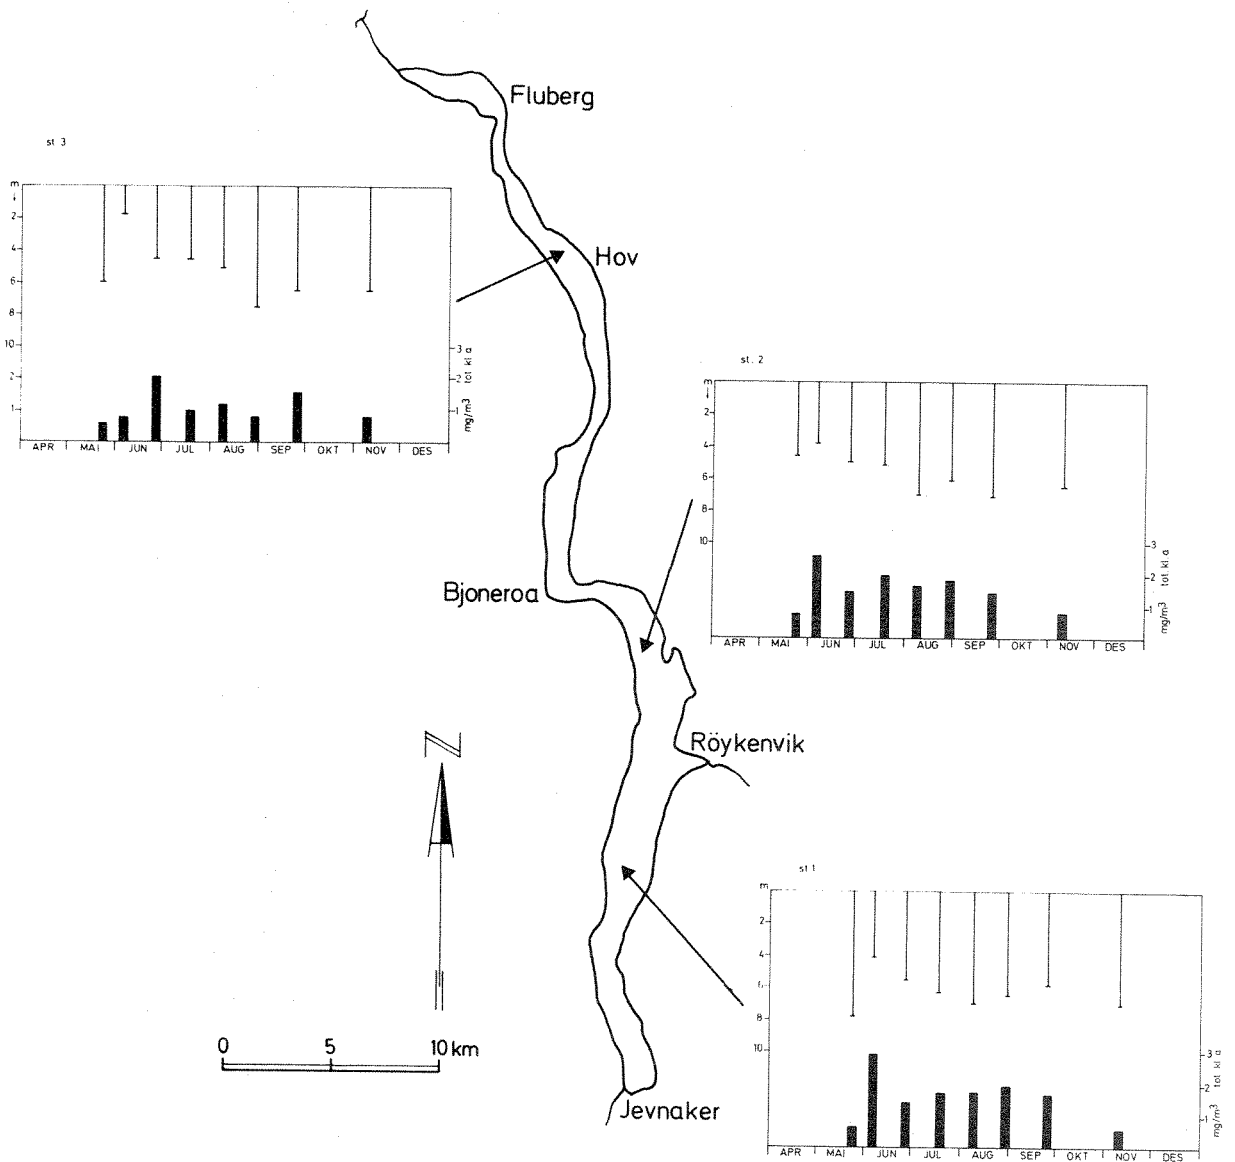 Fluberg
st 3
m
2
4
6
8
10
2
1
3
2
1
mg/m3 tot kl a
APR MAI JUN JUL AUG SEP OKT NOV DES
Hov
st. 2
m
2
4
6
8
10
3
2
1
mg/m3 tot. kl. a
APR MAI JUN JUL AUG SEP OKT NOV DES
Bjoneroa
Röykenvik
N
st 1
m
2
4
6
8
10
3
2
1
mg/m3 tot kl a
APR MAI JUN JUL AUG SEP OKT NOV DES
0 5 10 km
Jevnaker